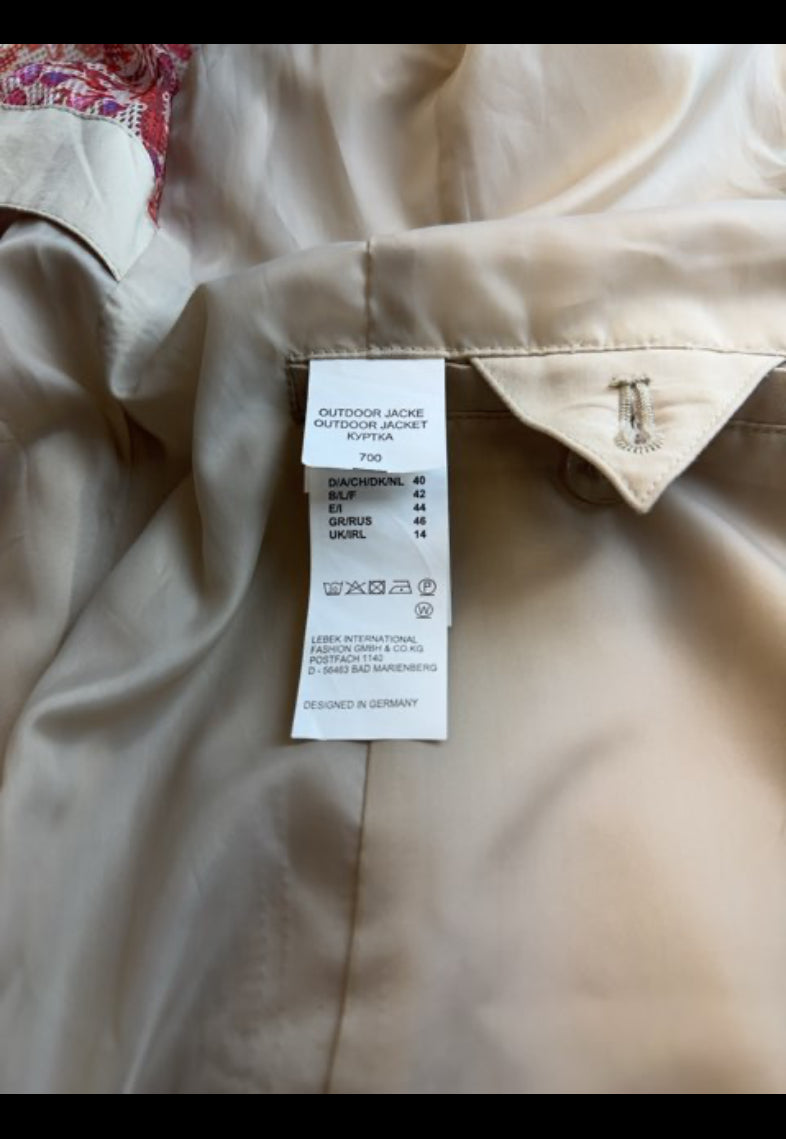 OUTDOOR JACKE
OUTDOOR JACKET
КУРТКА
700
D/A/CH/DK/NL 40
B/L/F 42
E/I 44
GR/RUS 46
UK/IRL 14
P
W
LEBEK INTERNATIONAL
FASHION GMBH & CO.KG
POSTFACH 1140
D - 56463 BAD MARIENBERG
DESIGNED IN GERMANY